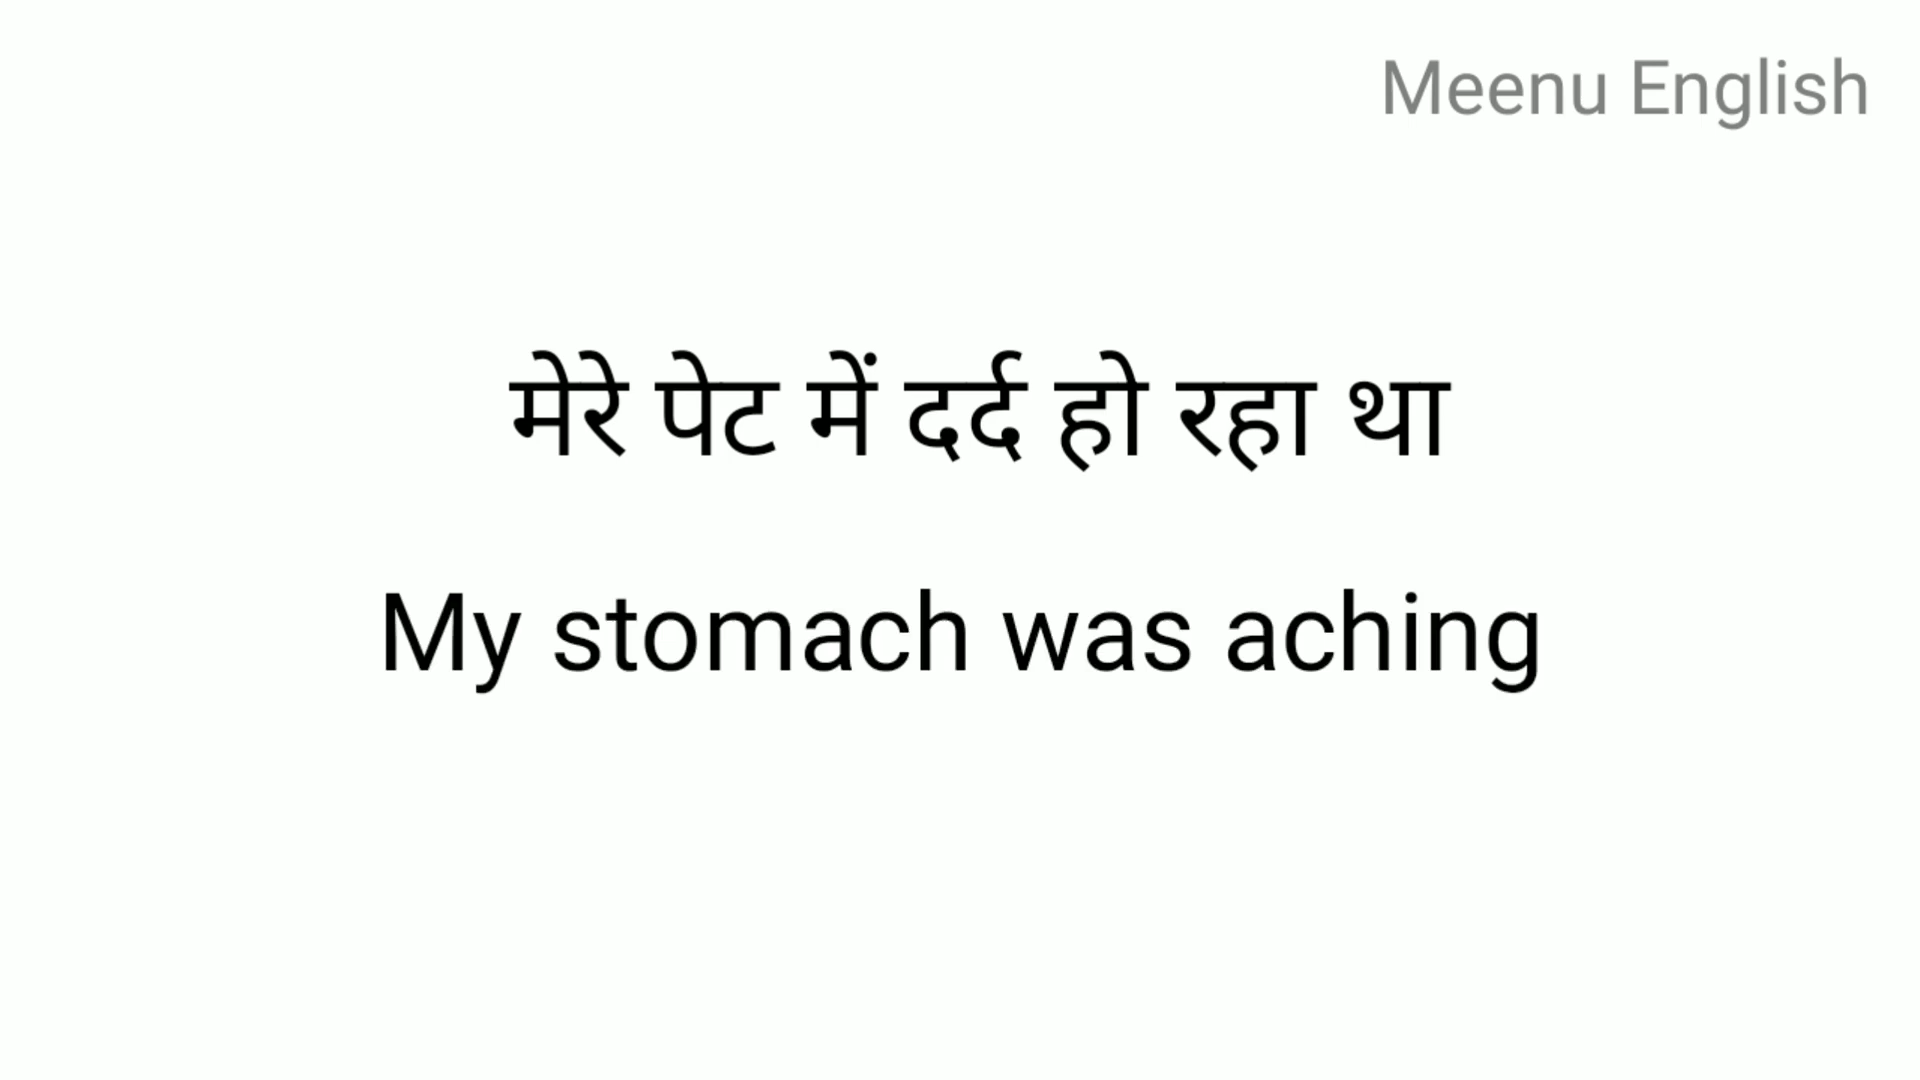 Meenu English
मेरे पेट में दर्द हो रहा था
My stomach was aching